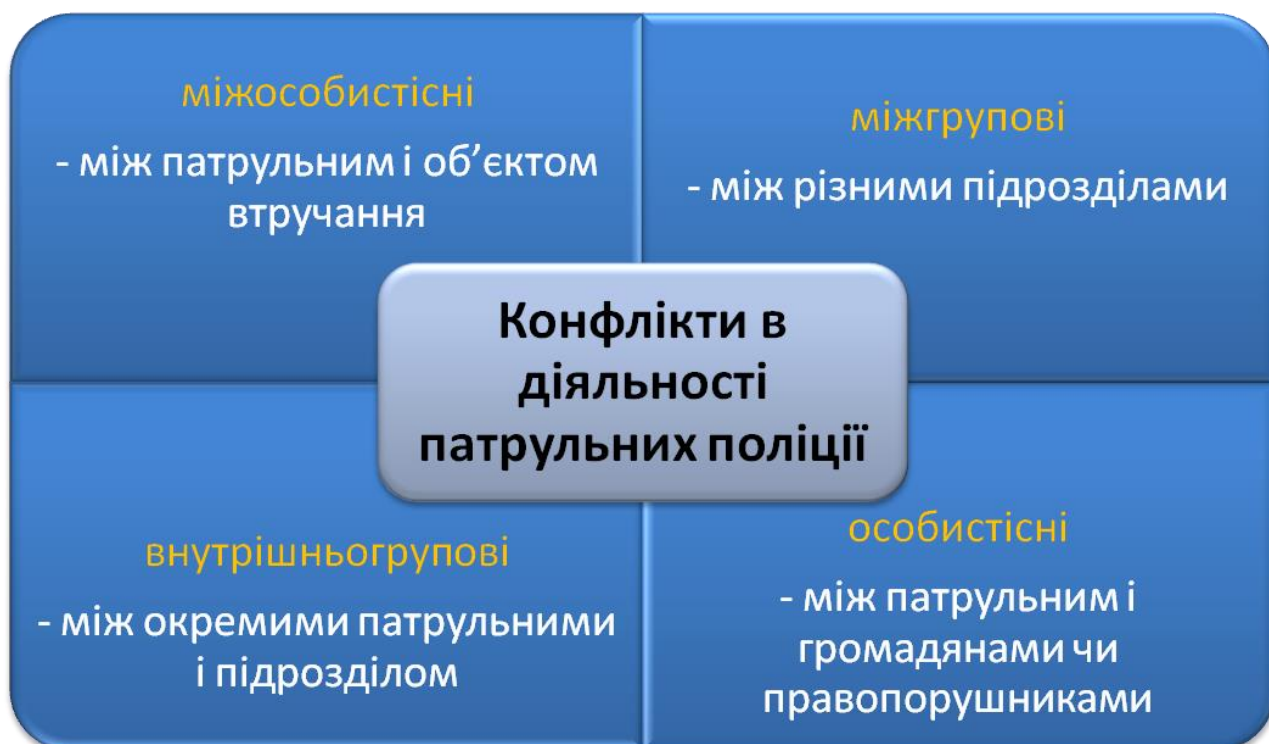 міжособистісні
- між патрульним і об’єктом
втручання
міжгрупові
- між різними підрозділами
Конфлікти в
діяльності
патрульних поліції
внутрішньогрупові
- між окремими патрульними
і підрозділом
особистісні
- між патрульним і
громадянами чи
правопорушниками